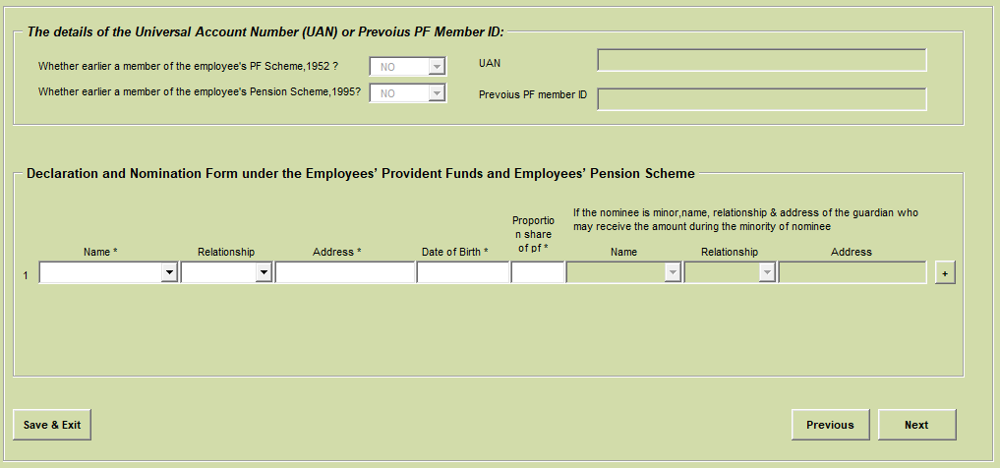 The details of the Universal Account Number (UAN) or Prevoius PF Member ID:
Whether earlier a member of the employee's PF Scheme,1952 ?
NO
UAN
Whether earlier a member of the employee's Pension Scheme,1995?
NO
Prevoius PF member ID
Declaration and Nomination Form under the Employees’ Provident Funds and Employees’ Pension Scheme
If the nominee is minor,name, relationship & address of the guardian who
may receive the amount during the minority of nominee
Name *
Relationship
Address *
Date of Birth *
Proportio
n share
of pf *
Name
Relationship
Address
1
+
Save & Exit
Previous
Next